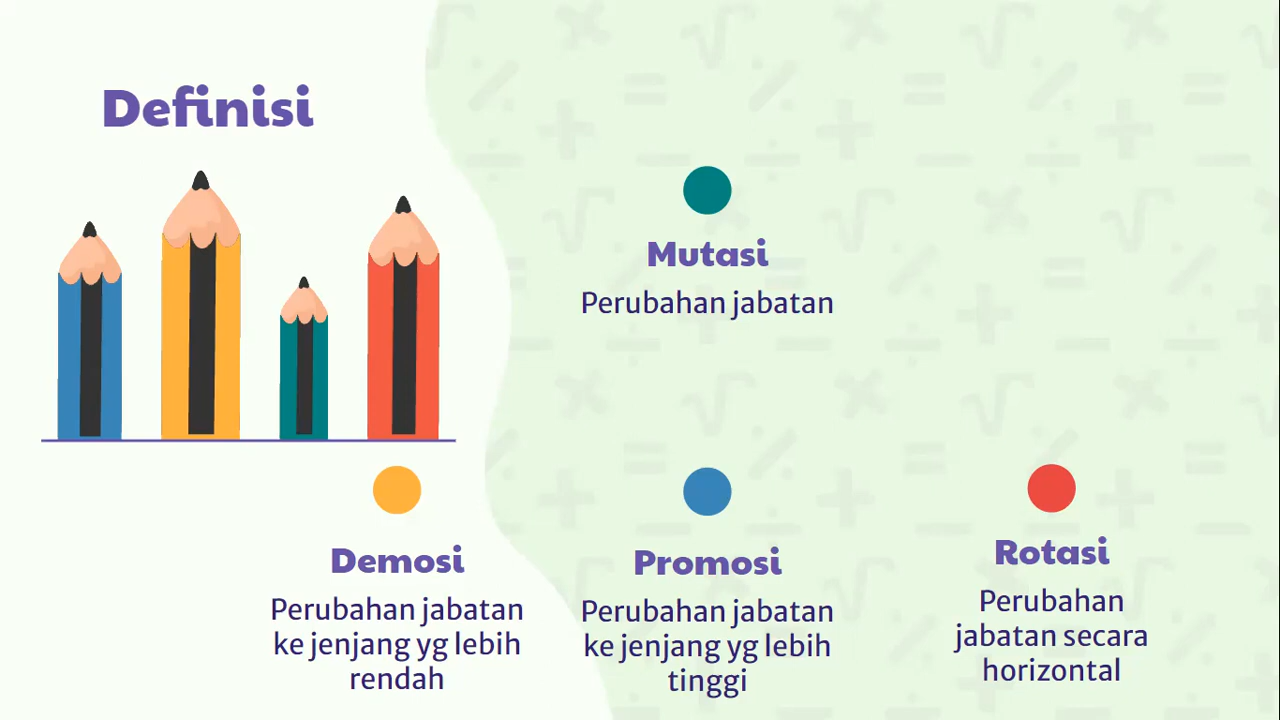 Definisi
Mutasi
Perubahan jabatan
Demosi
Perubahan jabatan
ke jenjang yg lebih
rendah
Promosi
Perubahan jabatan
ke jenjang yg lebih
tinggi
Rotasi
Perubahan
jabatan secara
horizontal